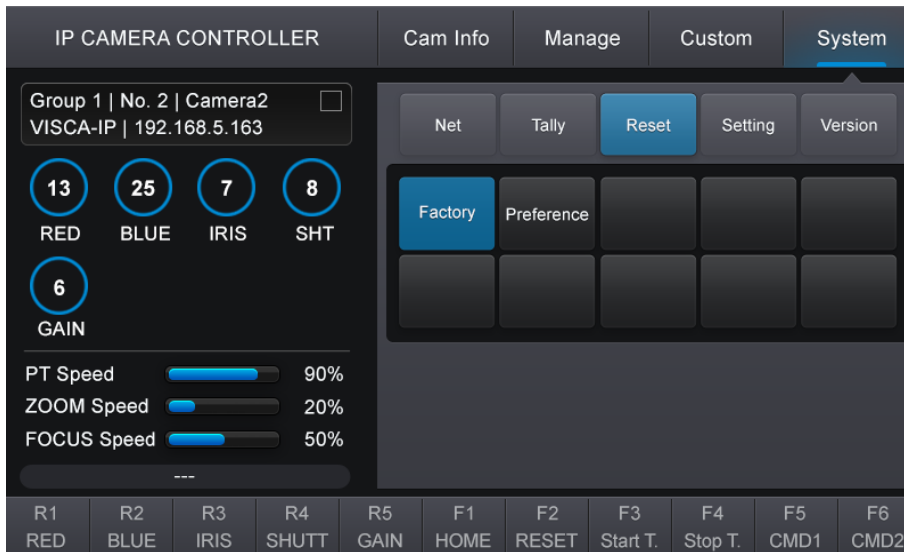 IP CAMERA CONTROLLER
Cam Info
Manage
Custom
System
Group 1 | No. 2 | Camera2
VISCA-IP | 192.168.5.163
13
25
7
8
RED
BLUE
IRIS
SHT
6
GAIN
PT Speed 90%
ZOOM Speed 20%
FOCUS Speed 50%
---
Net
Tally
Reset
Setting
Version
Factory
Preference
R1
R2
R3
R4
R5
F1
F2
F3
F4
F5
F6
RED
BLUE
IRIS
SHUTT
GAIN
HOME
RESET
Start T.
Stop T.
CMD1
CMD2